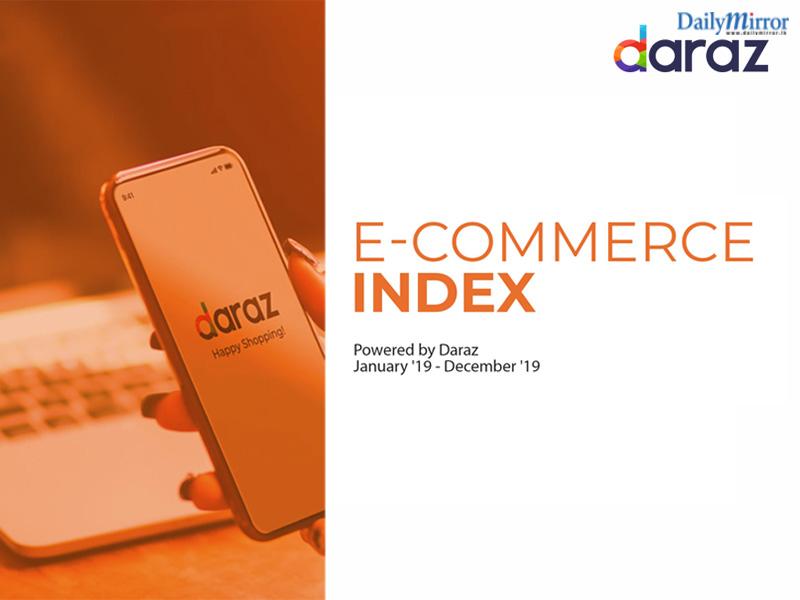 DailyMirror
www.dailymirror.lk
daraz
9:41
daraz
Happy Shopping!
E-COMMERCE
INDEX
Powered by Daraz
January '19 - December '19